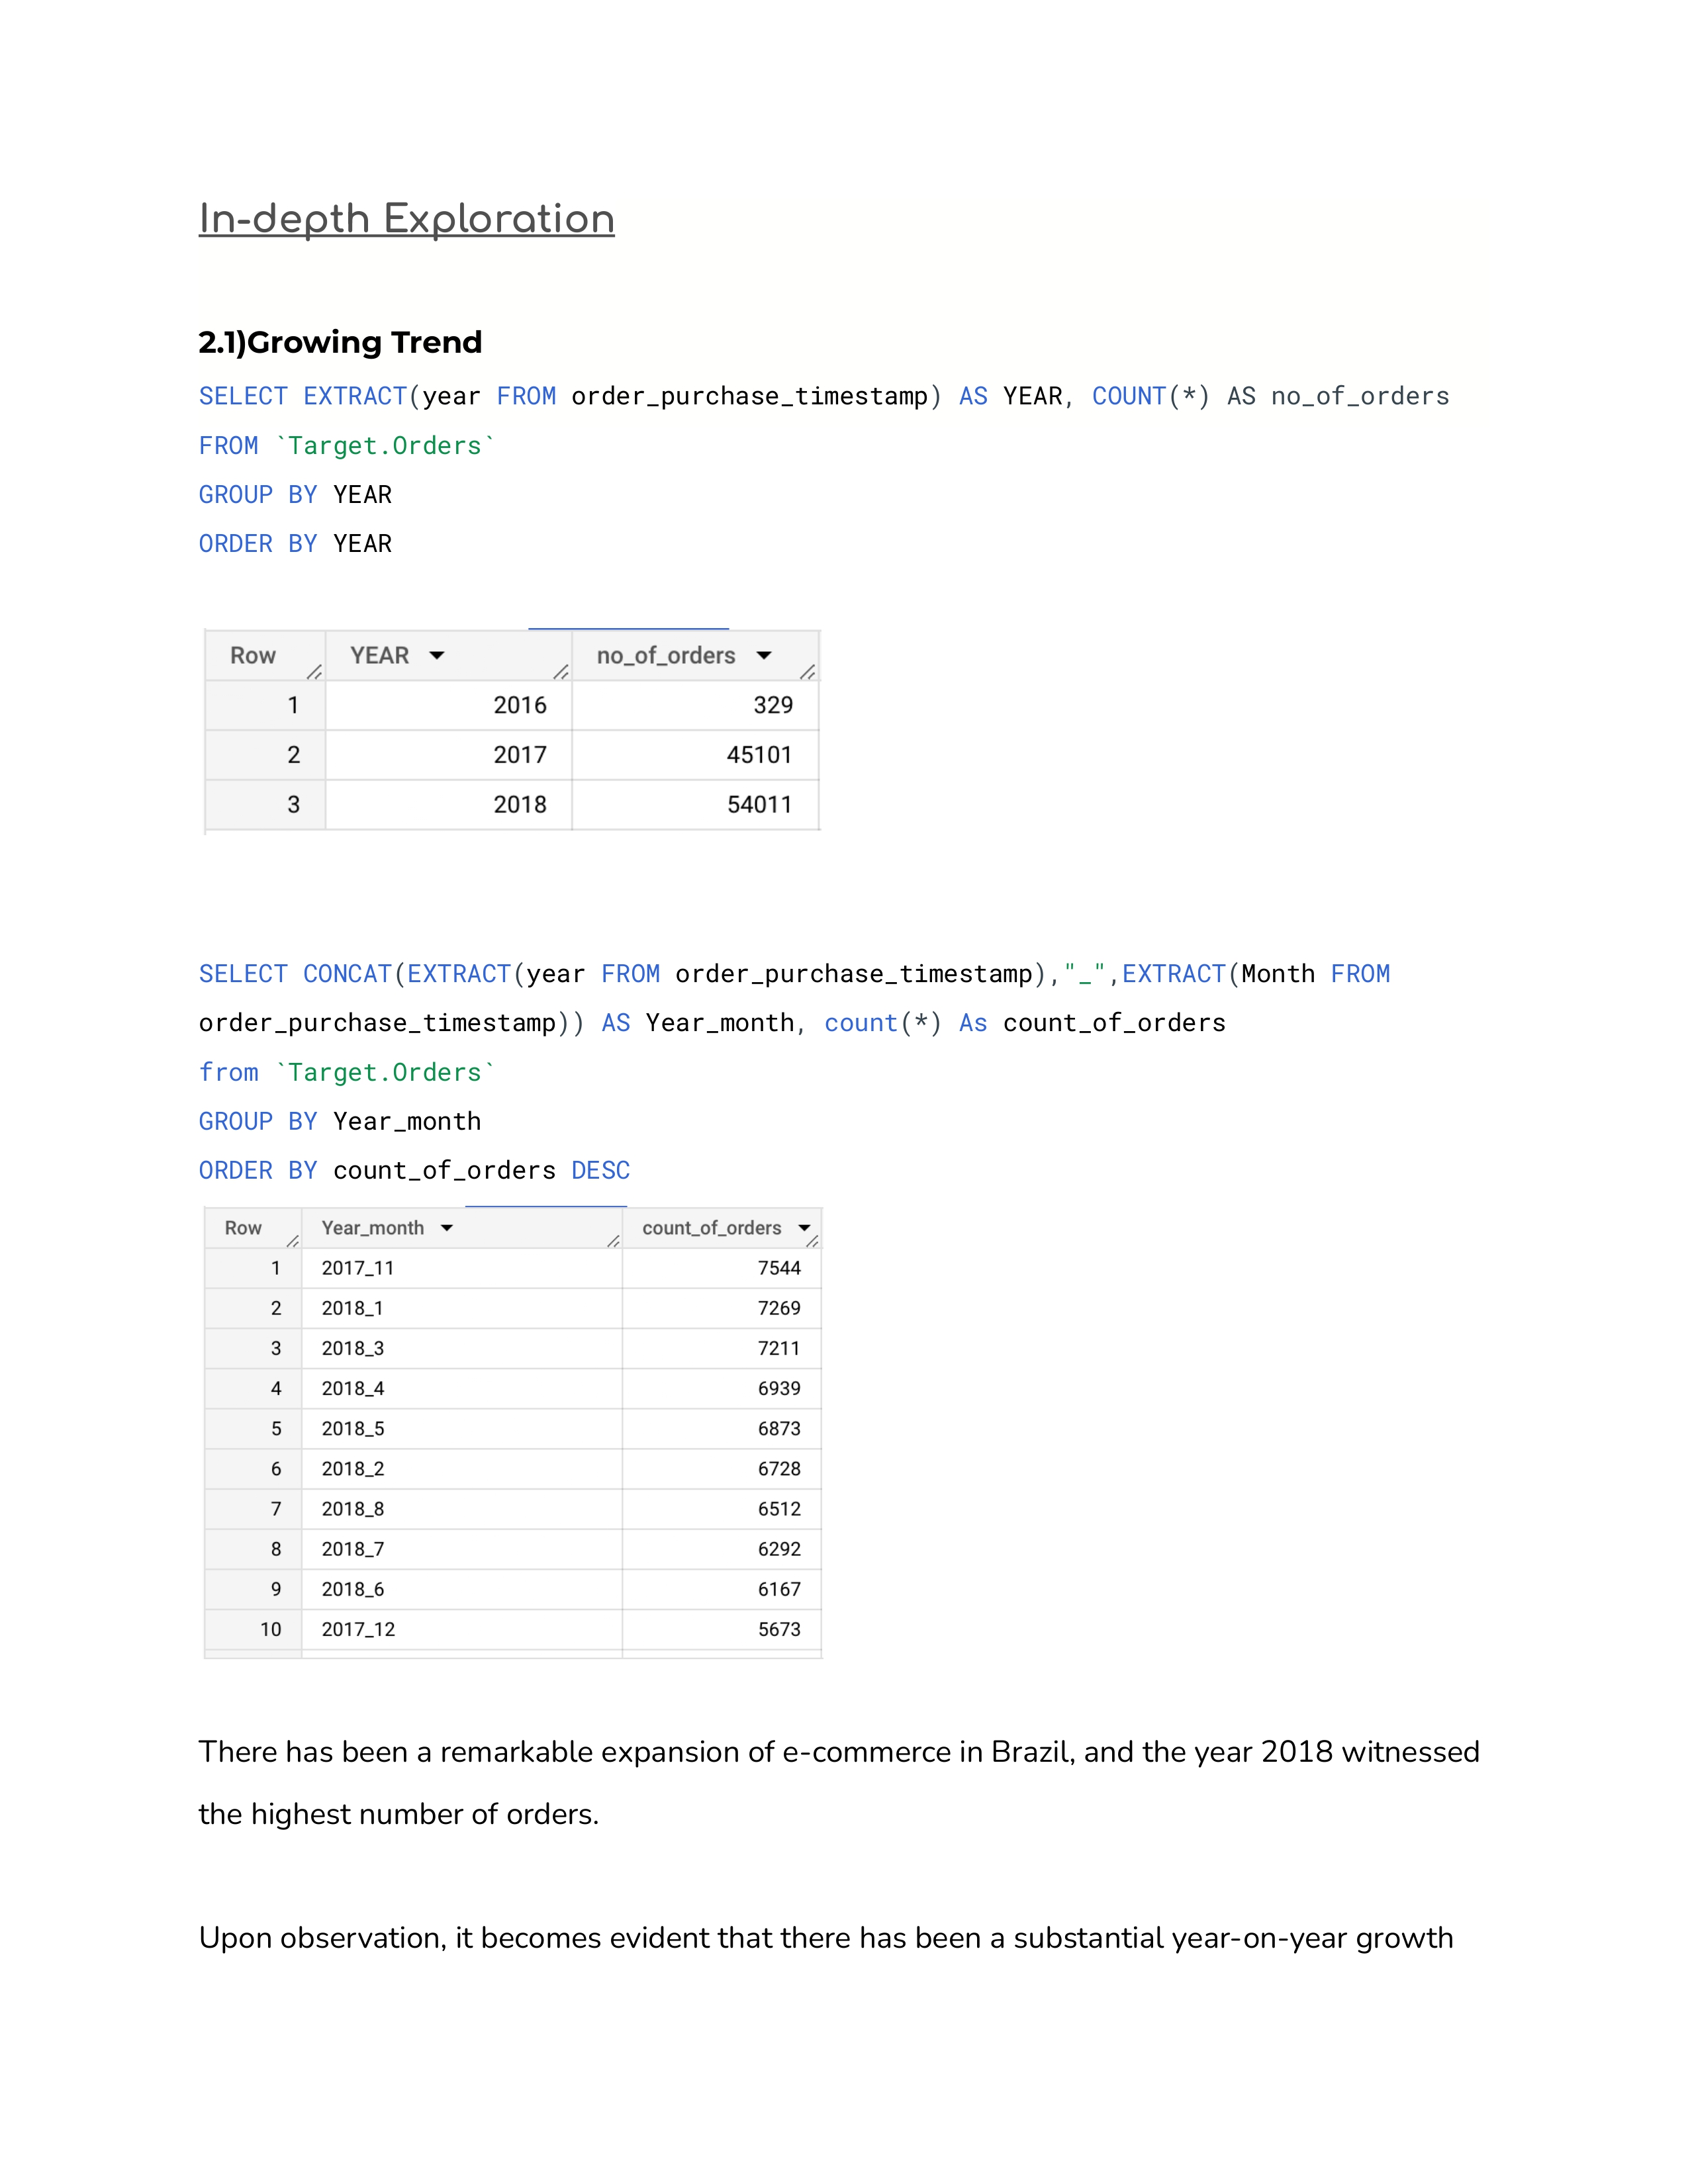 In-depth Exploration
2.1)Growing Trend
SELECT EXTRACT(year FROM order_purchase_timestamp) AS YEAR, COUNT(*) AS no_of_orders
FROM `Target.Orders`
GROUP BY YEAR
ORDER BY YEAR
Row YEAR no_of_orders
1 2016 329
2 2017 45101
3 2018 54011
SELECT CONCAT(EXTRACT(year FROM order_purchase_timestamp),"_",EXTRACT(Month FROM
order_purchase_timestamp)) AS Year_month, count(*) As count_of_orders
from `Target.Orders`
GROUP BY Year_month
ORDER BY count_of_orders DESC
Row Year_month count_of_orders
1 2017_11 7544
2 2018_1 7269
3 2018_3 7211
4 2018_4 6939
5 2018_5 6873
6 2018_2 6728
7 2018_8 6512
8 2018_7 6292
9 2018_6 6167
10 2017_12 5673
There has been a remarkable expansion of e-commerce in Brazil, and the year 2018 witnessed
the highest number of orders.
Upon observation, it becomes evident that there has been a substantial year-on-year growth